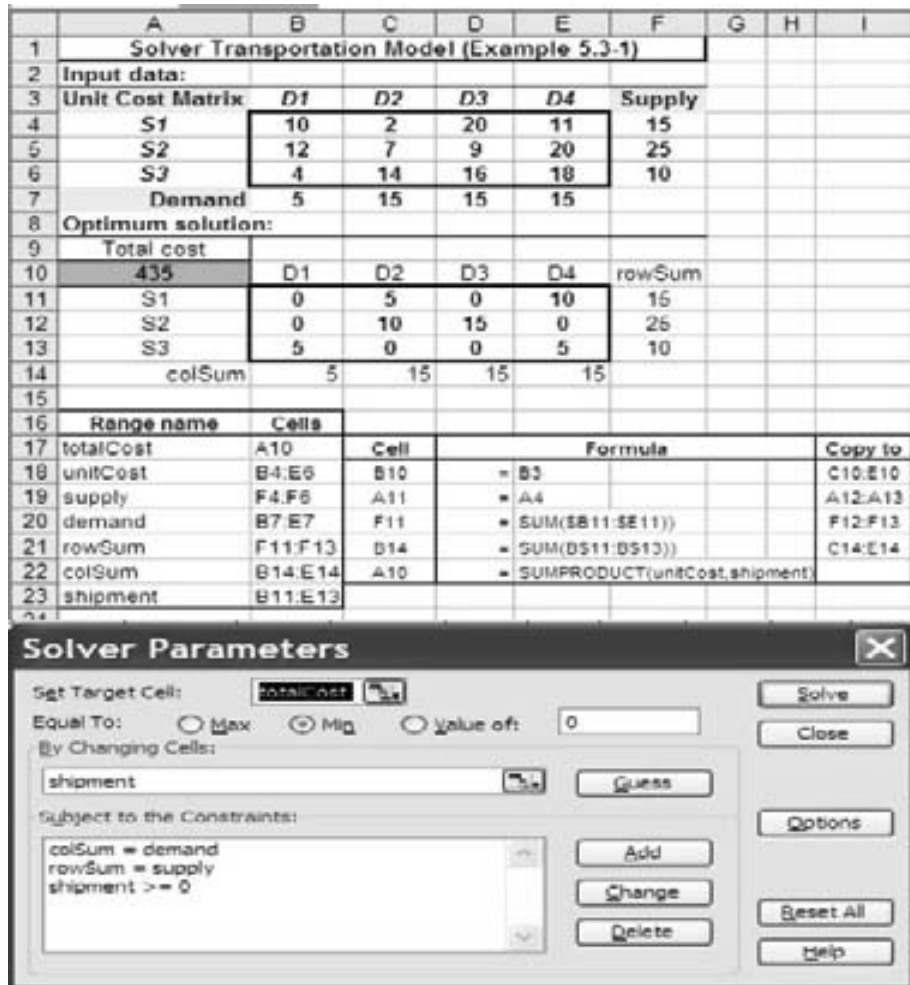 A B C D E F G H I
1 Solver Transportation Model (Example 5.3-1)
2 Input data:
3 Unit Cost Matrix D1 D2 D3 D4 Supply
4 S1 10 2 20 11 15
5 S2 12 7 9 20 25
6 S3 4 14 16 18 10
7 Demand 5 15 15 15
8 Optimum solution:
9 Total cost
10 435 D1 D2 D3 D4 rowSum
11 S1 0 5 0 10 15
12 S2 0 10 15 0 25
13 S3 5 0 0 5 10
14 colSum 5 15 15 15
15
16 Range name Cells
17 totalCost A10 Cell Formula Copy to
18 unitCost B4:E6 B10 = B3 C10:E10
19 supply F4:F6 A11 = A4 A12:A13
20 demand B7:E7 F11 = SUM($B11:$E11)) F12:F13
21 rowSum F11:F13 B14 = SUM(B$11:B$13)) C14:E14
22 colSum B14:E14 A10 = SUMPRODUCT(unitCost,shipment)
23 shipment B11:E13
24
Solver Parameters
Set Target Cell: totalCost Solve
Equal To: Max Min Value of: 0 Close
By Changing Cells:
shipment Guess
Subject to the Constraints: Options
colSum = demand Add
rowSum = supply
shipment >= 0 Change
Reset All
Delete
Help